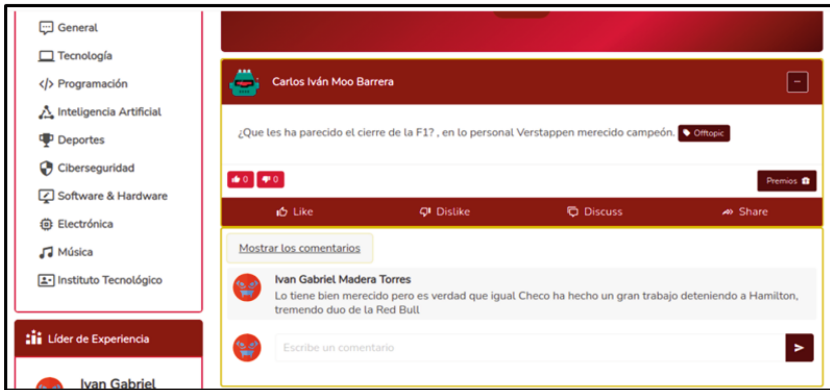 General
Tecnología
</> Programación
Inteligencia Artificial
Deportes
Ciberseguridad
Software & Hardware
Electrónica
Música
Instituto Tecnológico
Líder de Experiencia
Ivan Gabriel
Carlos Iván Moo Barrera
¿Que les ha parecido el cierre de la F1? , en lo personal Verstappen merecido campeón. Offtopic
0 0
Premios
Like Dislike Discuss Share
Mostrar los comentarios
Ivan Gabriel Madera Torres
Lo tiene bien merecido pero es verdad que igual Checo ha hecho un gran trabajo deteniendo a Hamilton,
tremendo duo de la Red Bull
Escribe un comentario